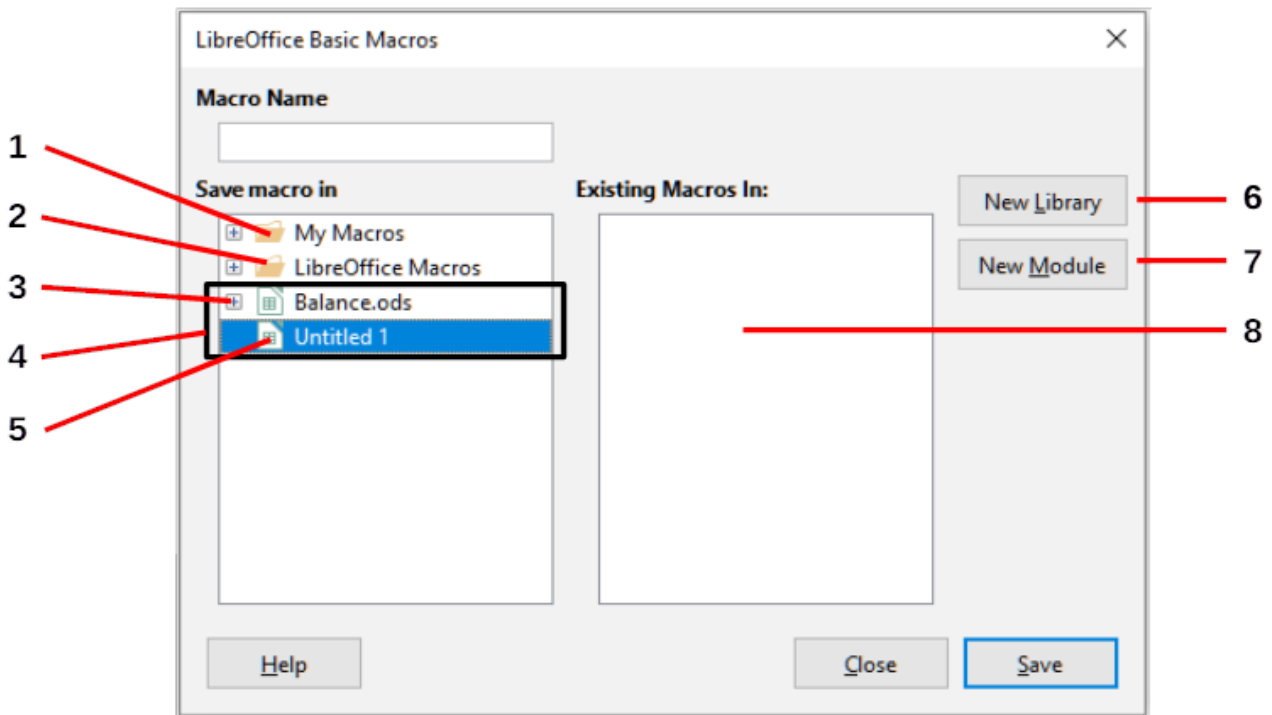 LibreOffice Basic Macros
Macro Name
1
Save macro in
Existing Macros In:
New Library
6
2
My Macros
LibreOffice Macros
New Module
7
3
Balance.ods
4
Untitled 1
8
5
Help
Close
Save